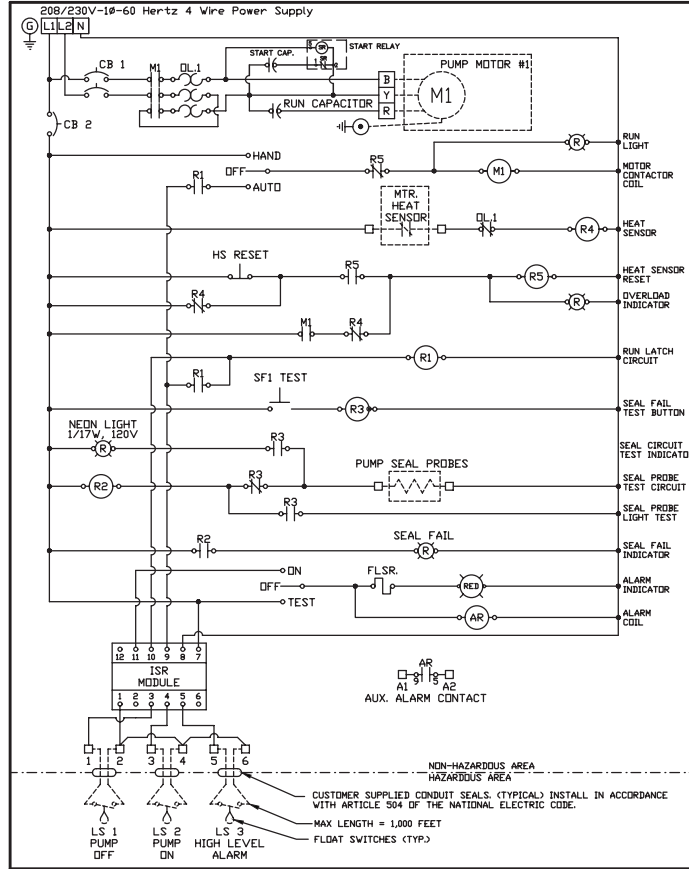 208/230V-1ø-60 Hertz 4 Wire Power Supply
G L1 L2 N
CB 1
M1
OL.1
START CAP.
SR
SR
START RELAY
PUMP MOTOR #1
B
Y
R
M1
RUN CAPACITOR
CB 2
R
RUN
LIGHT
HAND
OFF
R5
M1
MOTOR
CONTACTOR
COIL
R1
AUTO
MTR.
HEAT
SENSOR
OL.1
R4
HEAT
SENSOR
HS RESET
R5
R5
HEAT SENSOR
RESET
R4
R
OVERLOAD
INDICATOR
M1
R4
R1
RUN LATCH
CIRCUIT
R1
SF1 TEST
R3
SEAL FAIL
TEST BUTTON
NEON LIGHT
1/17W, 120V
R
R3
SEAL CIRCUIT
TEST INDICATO
PUMP SEAL PROBES
R2
R3
SEAL PROBE
TEST CIRCUIT
R3
SEAL PROBE
LIGHT TEST
R2
SEAL FAIL
R
SEAL FAIL
INDICATOR
ON
OFF
FLSR.
RED
ALARM
INDICATOR
TEST
AR
ALARM
COIL
12 11 10 9 8 7
ISR
MODULE
1 2 3 4 5 6
AR
A1 9 5 A2
AUX. ALARM CONTACT
1 2 3 4 5 6
NON-HAZARDOUS AREA
HAZARDOUS AREA
CUSTOMER SUPPLIED CONDUIT SEALS. (TYPICAL) INSTALL IN ACCORDANCE
WITH ARTICLE 504 OF THE NATIONAL ELECTRIC CODE.
MAX LENGTH = 1,000 FEET
FLOAT SWITCHES (TYP.)
LS 1
PUMP
OFF
LS 2
PUMP
ON
LS 3
HIGH LEVEL
ALARM